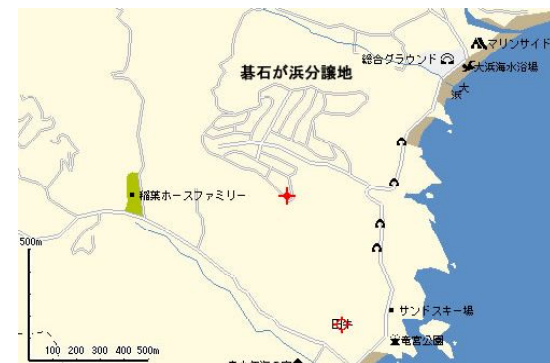 マリンサイド
総合グラウンド
大浜海水浴場
碁石が浜分譲地
大浜
稲葉ホースファミリー
500m
田牛
サンドスキー場
竜宮公園
100 200 300 400 500m